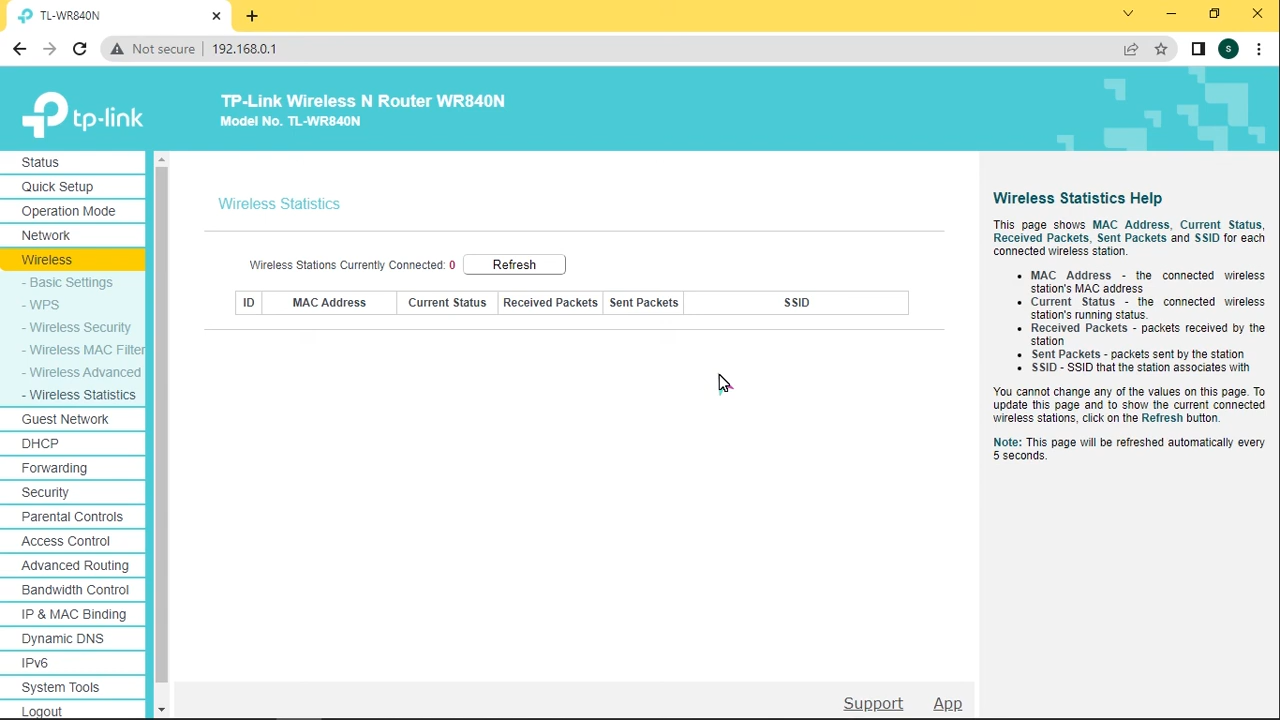 TL-WR840N
Not secure
192.168.0.1
S
tp-link
TP-Link Wireless N Router WR840N
Model No. TL-WR840N
Status
Quick Setup
Operation Mode
Network
Wireless
- Basic Settings
- WPS
- Wireless Security
- Wireless MAC Filter
- Wireless Advanced
- Wireless Statistics
Guest Network
DHCP
Forwarding
Security
Parental Controls
Access Control
Advanced Routing
Bandwidth Control
IP & MAC Binding
Dynamic DNS
IPv6
System Tools
Logout
Wireless Statistics
Wireless Stations Currently Connected: 0 Refresh
ID MAC Address Current Status Received Packets Sent Packets SSID
Support App
Wireless Statistics Help
This page shows MAC Address, Current Status,
Received Packets, Sent Packets and SSID for each
connected wireless station.
• MAC Address - the connected wireless
station's MAC address
• Current Status - the connected wireless
station's running status.
• Received Packets - packets received by the
station
• Sent Packets - packets sent by the station
• SSID - SSID that the station associates with
You cannot change any of the values on this page. To
update this page and to show the current connected
wireless stations, click on the Refresh button.
Note: This page will be refreshed automatically every
5 seconds.